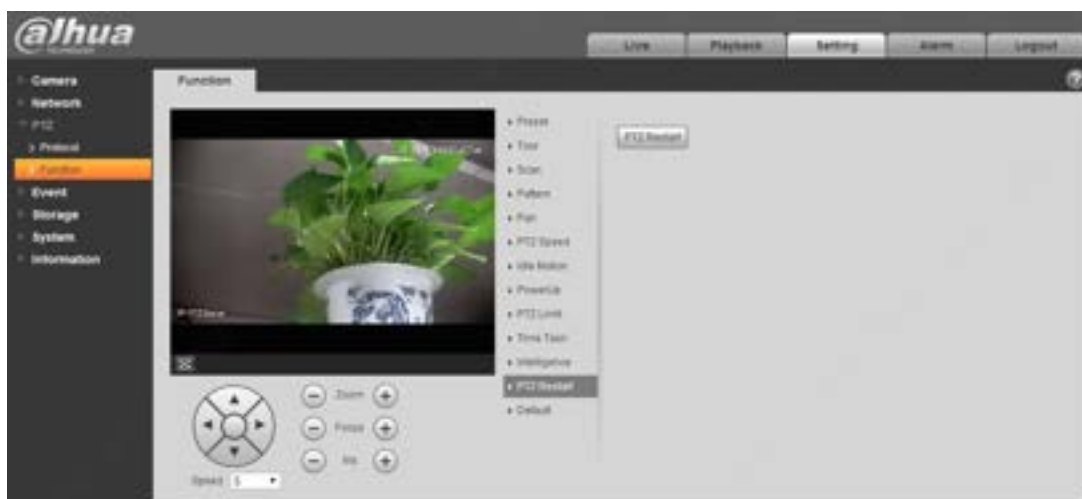 alhua
TECHNOLOGY
Live
Playback
Setting
Alarm
Logout
Camera
Network
PTZ
Protocol
Function
Event
Storage
System
Information
Function
Preset
Tour
Scan
Pattern
Pan
PTZ Speed
Idle Motion
PowerUp
PTZ Limit
Time Task
Intelligence
PTZ Restart
Default
PTZ Restart
Zoom
Focus
Iris
Speed 5